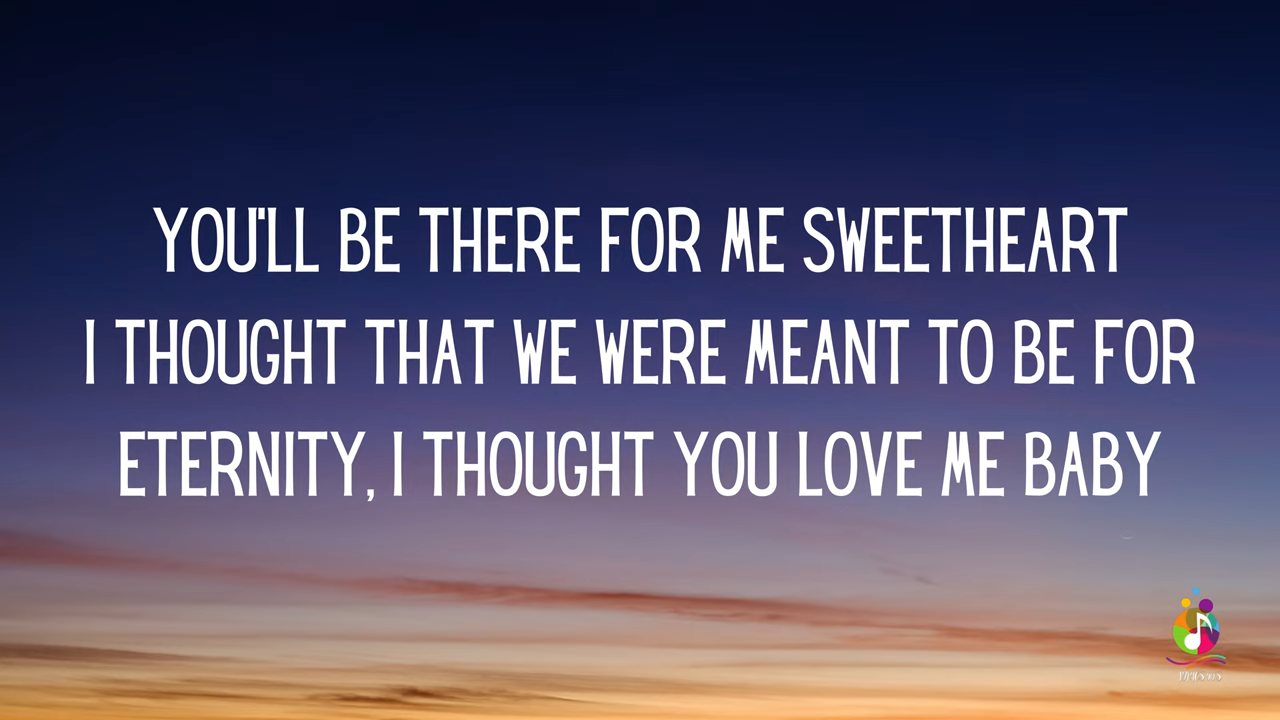 YOU'LL BE THERE FOR ME SWEETHEART
I THOUGHT THAT WE WERE MEANT TO BE FOR
ETERNITY, I THOUGHT YOU LOVE ME BABY